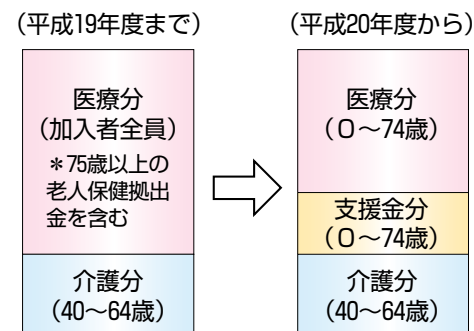 （平成19年度まで）
医療分
（加入者全員）
＊75歳以上の
老人保健拠出
金を含む
介護分
（40〜64歳）
（平成20年度から）
医療分
（０〜74歳）
支援金分
（０〜74歳）
介護分
（40〜64歳）